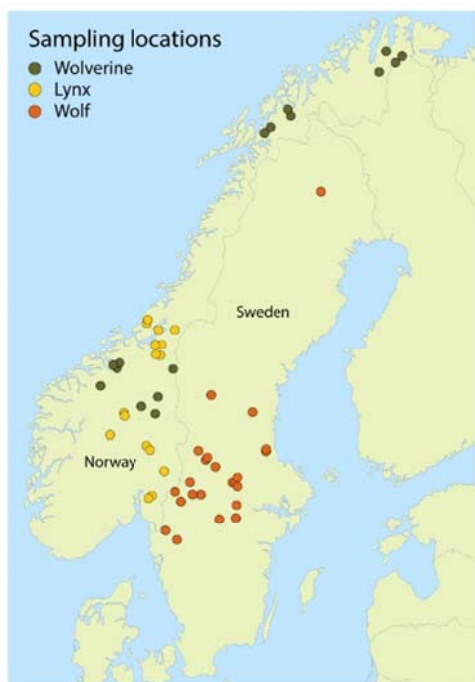 Sampling locations
Wolverine
Lynx
Wolf
Sweden
Norway